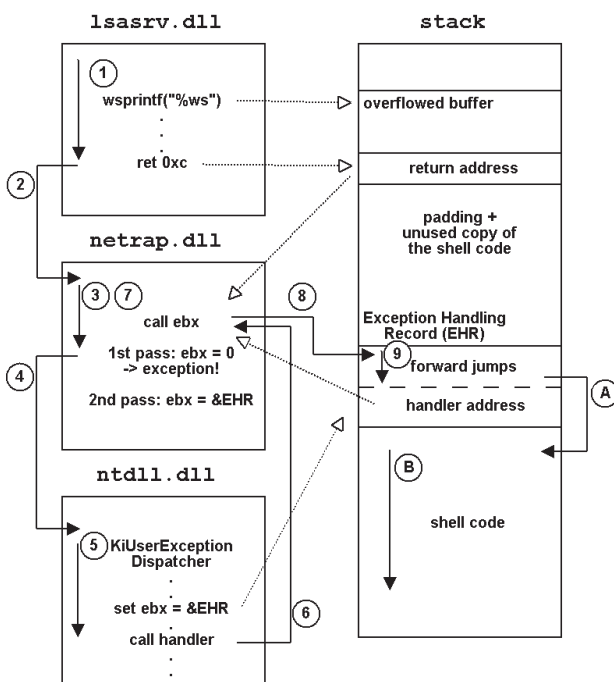 lsasrv.dll
1
wsprintf("%ws")
.
.
.
ret 0xc
2
netrap.dll
3 7
call ebx
1st pass: ebx = 0
-> exception!
2nd pass: ebx = &EHR
4
8
ntdll.dll
5 KiUserException
Dispatcher
.
.
set ebx = &EHR
call handler
.
.
.
6
stack
overflowed buffer
return address
padding +
unused copy of
the shell code
Exception Handling
Record (EHR)
9
forward jumps
handler address
A
B
shell code